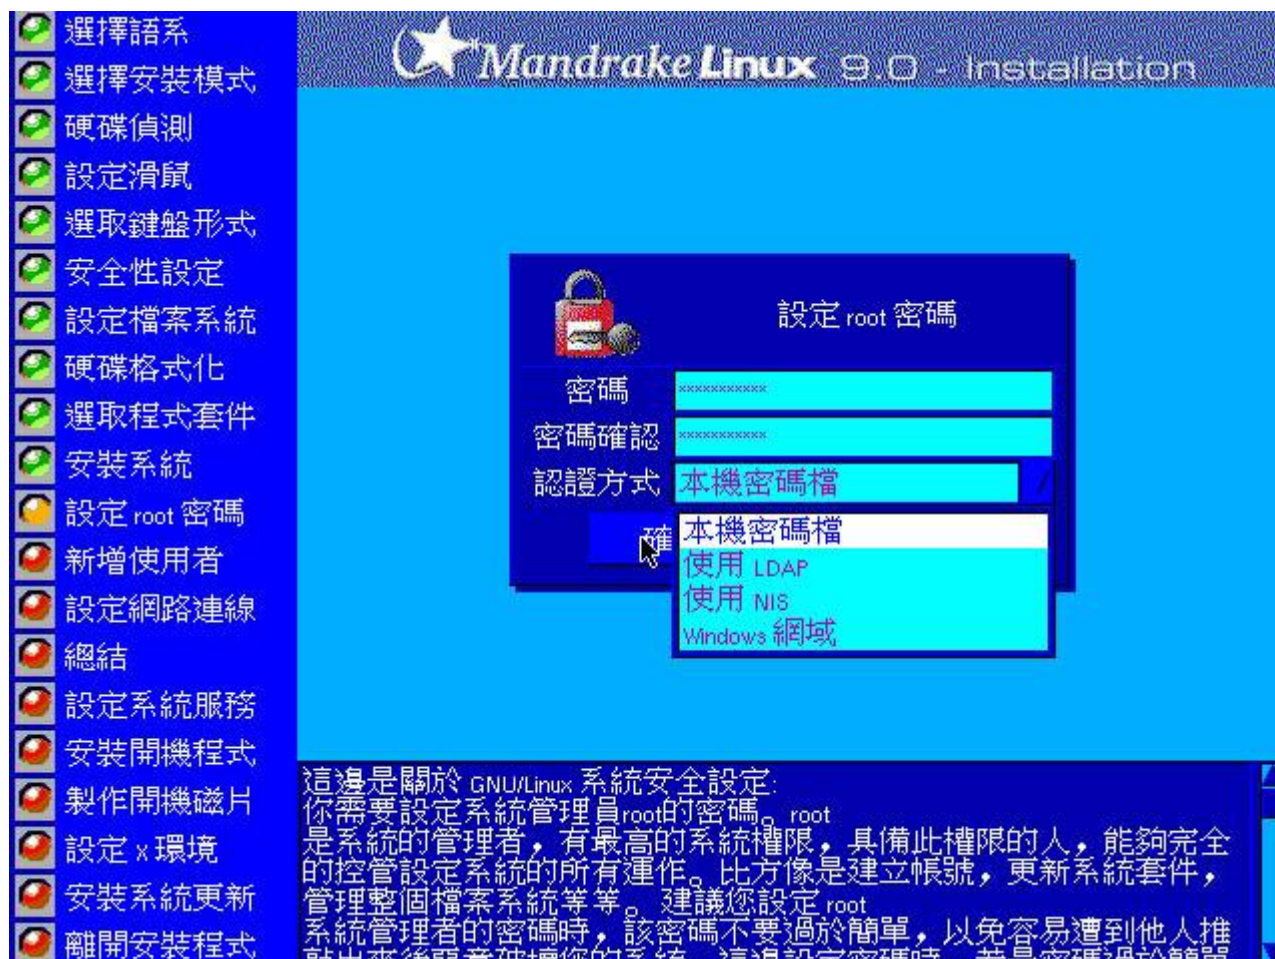 選擇語系
選擇安裝模式
硬碟偵測
設定滑鼠
選取鍵盤形式
安全性設定
設定檔案系統
硬碟格式化
選取程式套件
安裝系統
設定 root 密碼
新增使用者
設定網路連線
總結
設定系統服務
安裝開機程式
製作開機磁片
設定 x 環境
安裝系統更新
離開安裝程式
Mandrake Linux 9.0 - Installation
設定 root 密碼
密碼 ***********
密碼確認 ***********
認證方式 本機密碼檔
確
本機密碼檔
使用 LDAP
使用 NIS
Windows 網域
這邊是關於 GNU/Linux 系統安全設定:
你需要設定系統管理員root的密碼。root
是系統的管理者，有最高的系統權限，具備此權限的人，能夠完全
的控管設定系統的所有運作。比方像是建立帳號，更新系統套件，
管理整個檔案系統等等。 建議您設定 root
系統管理者的密碼時，該密碼不要過於簡單，以免容易遭到他人推